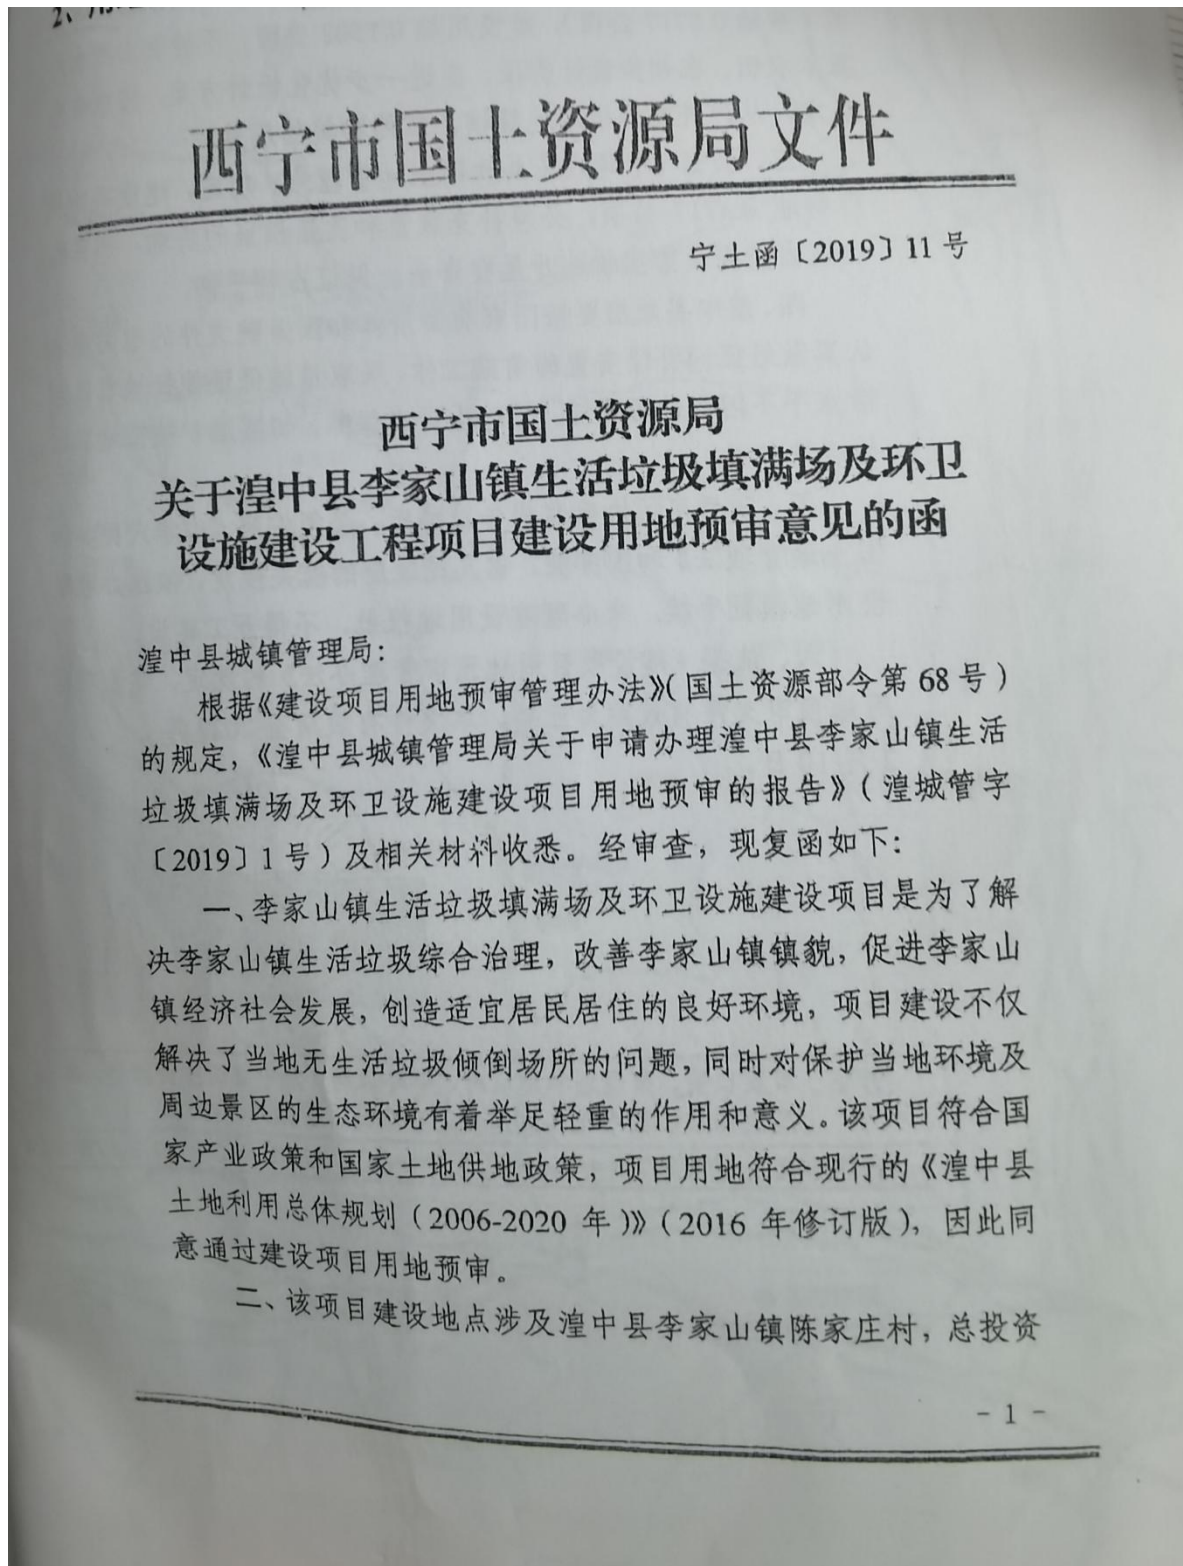 2、
西宁市国土资源局文件
宁土函〔2019〕11号
西宁市国土资源局
关于湟中县李家山镇生活垃圾填满场及环卫
设施建设工程项目建设用地预审意见的函
湟中县城镇管理局：
根据《建设项目用地预审管理办法》（国土资源部令第 68 号）
的规定，《湟中县城镇管理局关于申请办理湟中县李家山镇生活
垃圾填满场及环卫设施建设项目用地预审的报告》（湟城管字
〔2019〕1 号）及相关材料收悉。经审查，现复函如下：
一、李家山镇生活垃圾填满场及环卫设施建设项目是为了解
决李家山镇生活垃圾综合治理，改善李家山镇镇貌，促进李家山
镇经济社会发展，创造适宜居民居住的良好环境，项目建设不仅
解决了当地无生活垃圾倾倒场所的问题，同时对保护当地环境及
周边景区的生态环境有着举足轻重的作用和意义。该项目符合国
家产业政策和国家土地供地政策，项目用地符合现行的《湟中县
土地利用总体规划（2006-2020 年）》（2016 年修订版），因此同
意通过建设项目用地预审。
二、该项目建设地点涉及湟中县李家山镇陈家庄村，总投资
- 1 -